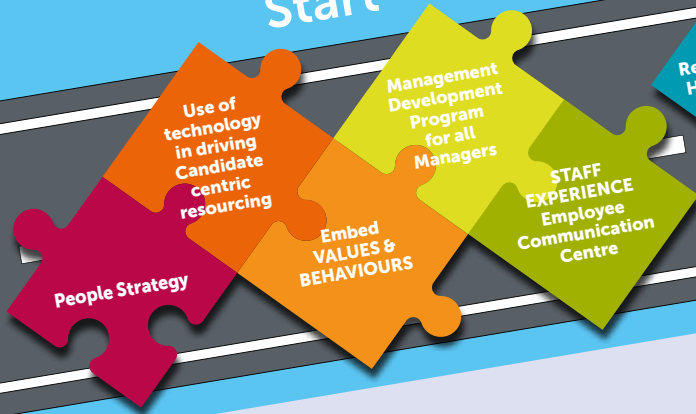 Start
Use of
technology
in driving
Candidate
centric
resourcing
Management
Development
Program
for all
Managers
People Strategy
Embed
VALUES &
BEHAVIOURS
STAFF
EXPERIENCE
Employee
Communication
Centre